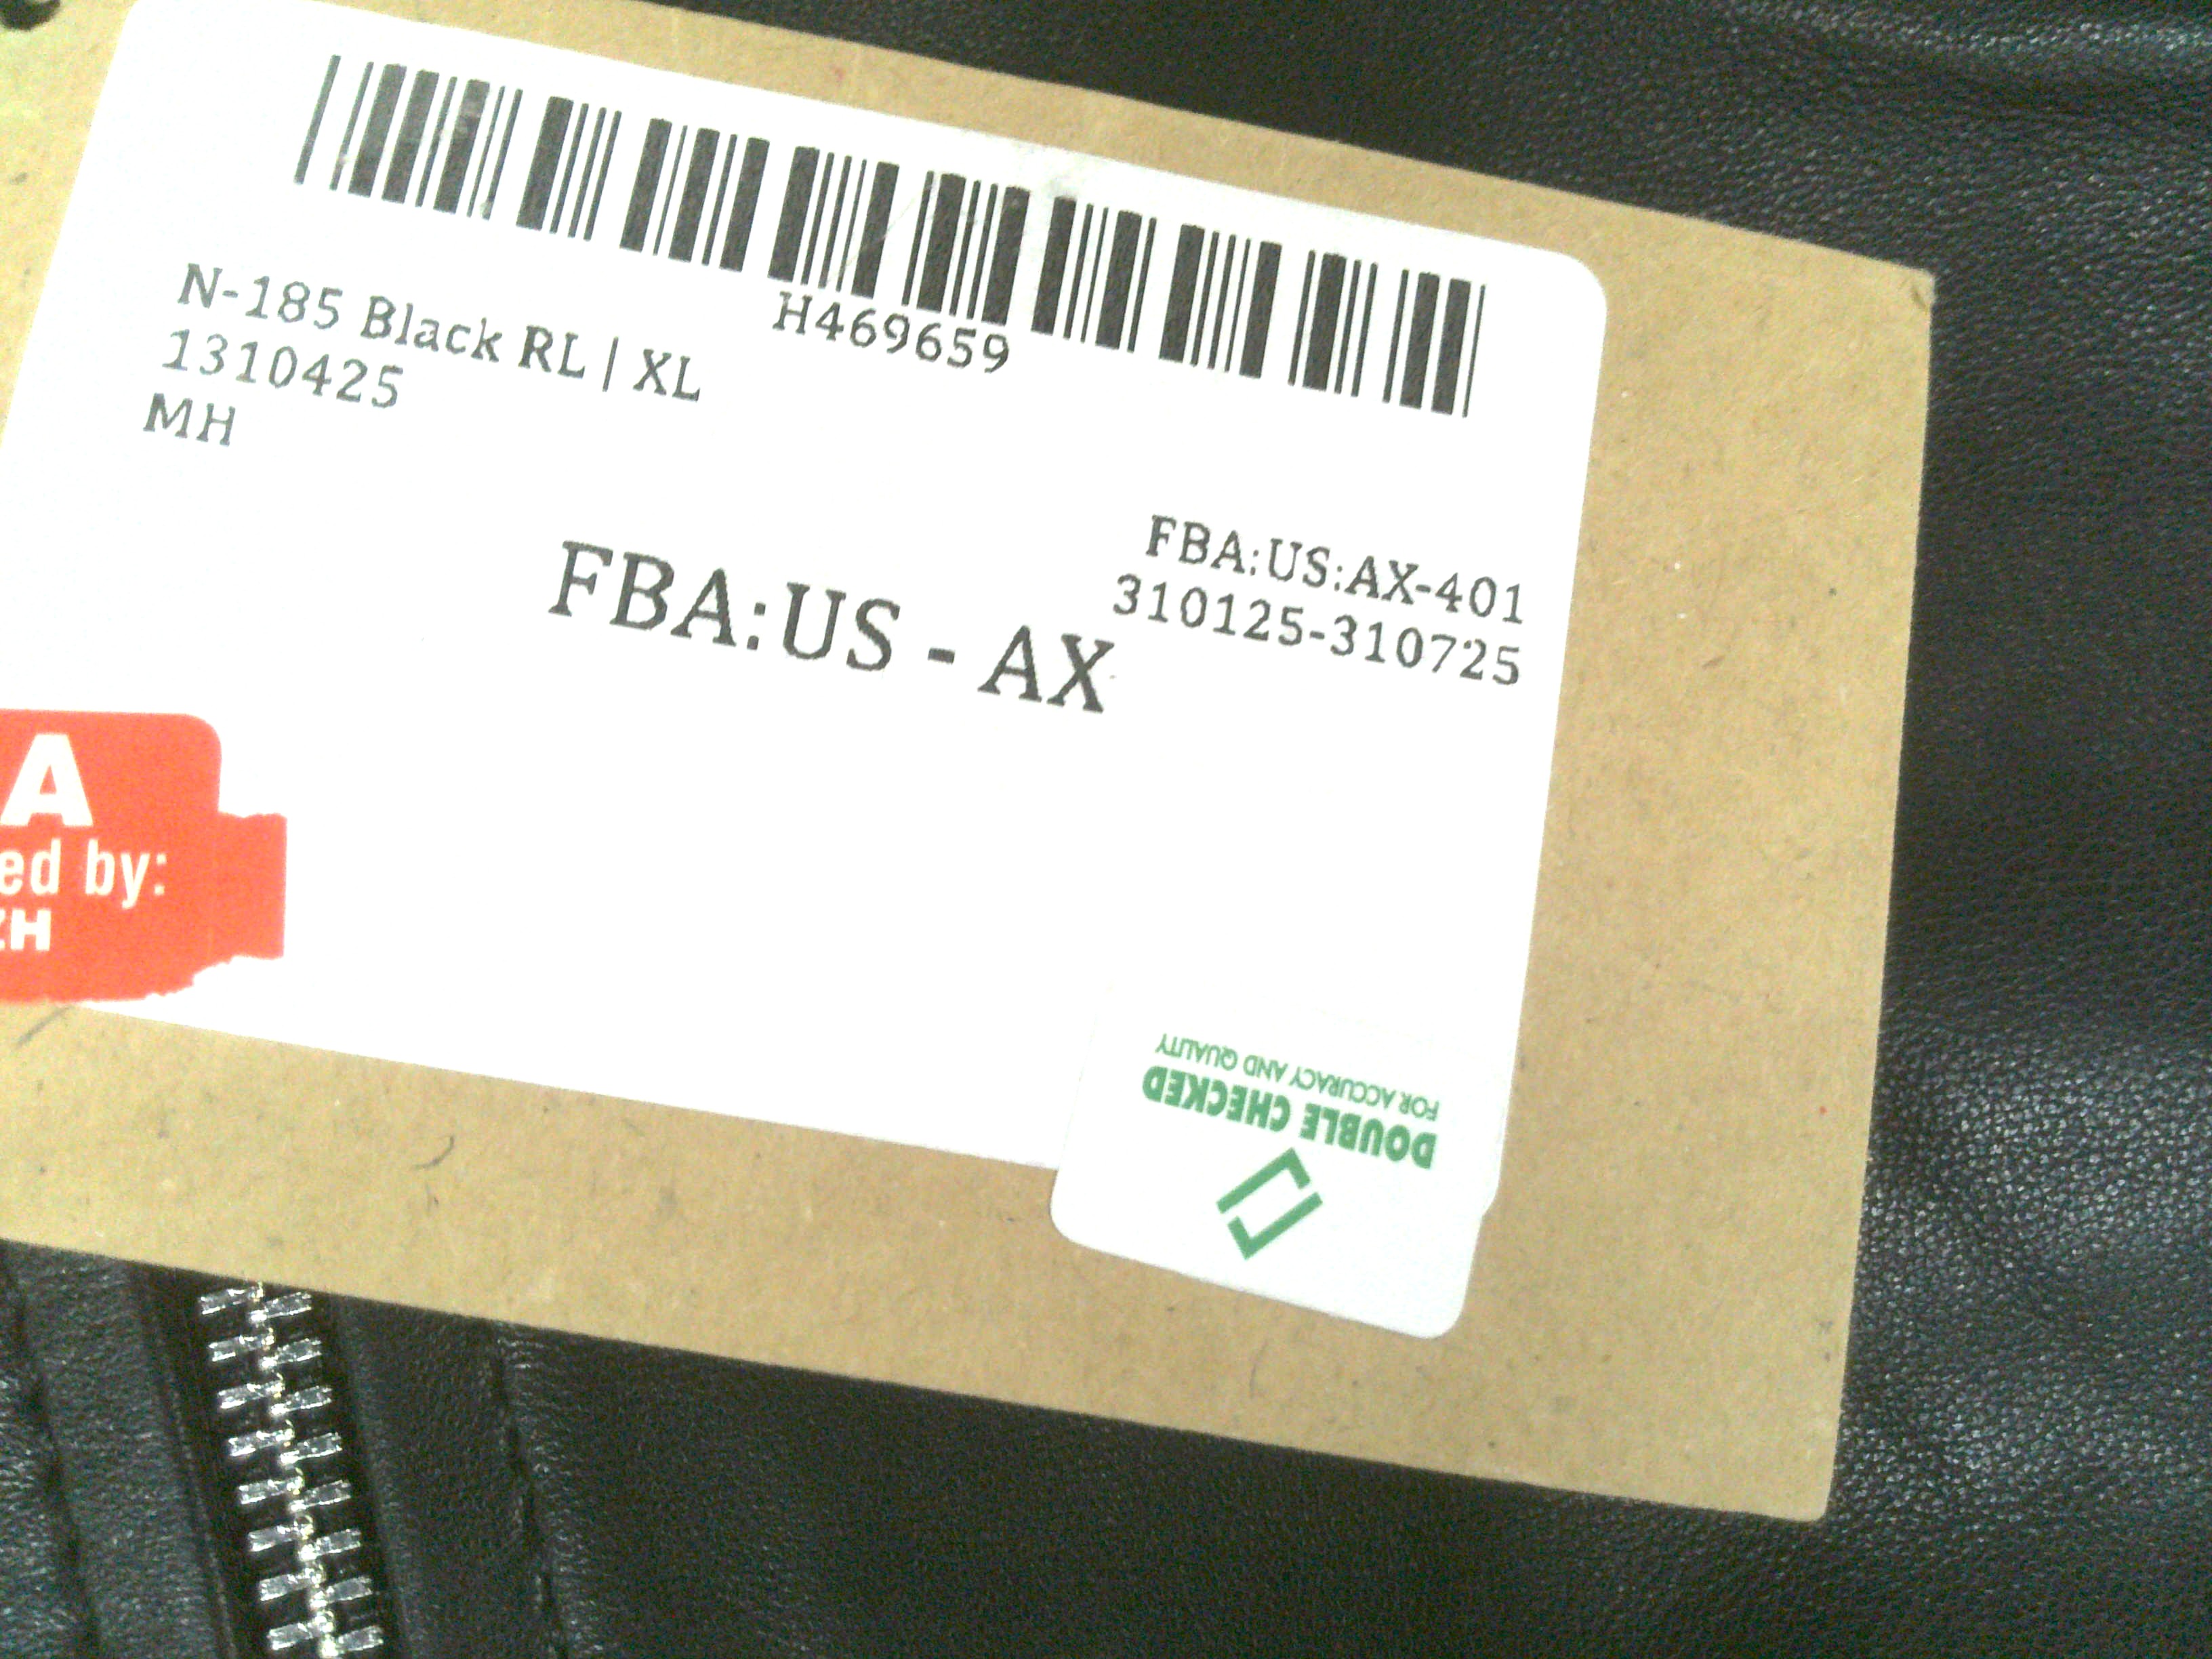 H469659
N-185 Black RL | XL
1310425
MH
FBA:US:AX-401
310125-310725
FBA:US - AX
A
ed by:
ZH
DOUBLE CHECKED
FOR ACCURACY AND QUALITY